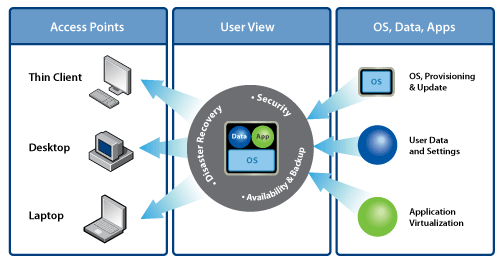 Access Points
User View
OS, Data, Apps
Thin Client
Desktop
Laptop
• Disaster Recovery
• Security
• Availability & Backup
Data
App
OS
OS
OS, Provisioning
& Update
User Data
and Settings
Application
Virtualization